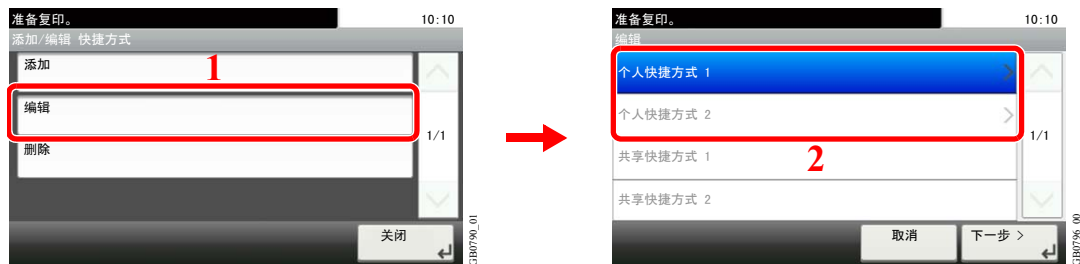 准备复印。 10:10
添加/编辑 快捷方式
添加
1
编辑
1/1
删除
关闭
GB0790_01
准备复印。 10:10
编辑
个人快捷方式 1
个人快捷方式 2
1/1
共享快捷方式 1
2
共享快捷方式 2
取消 下一步 >
GB0796_00